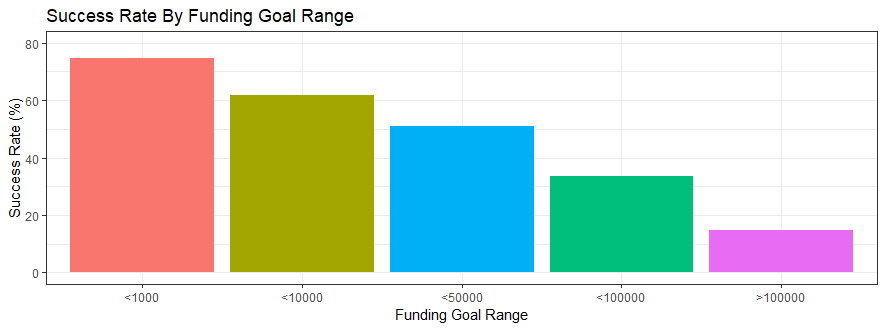 Success Rate By Funding Goal Range
Success Rate (%)
80
60
40
20
0
<1000 <10000 <50000 <100000 >100000
Funding Goal Range